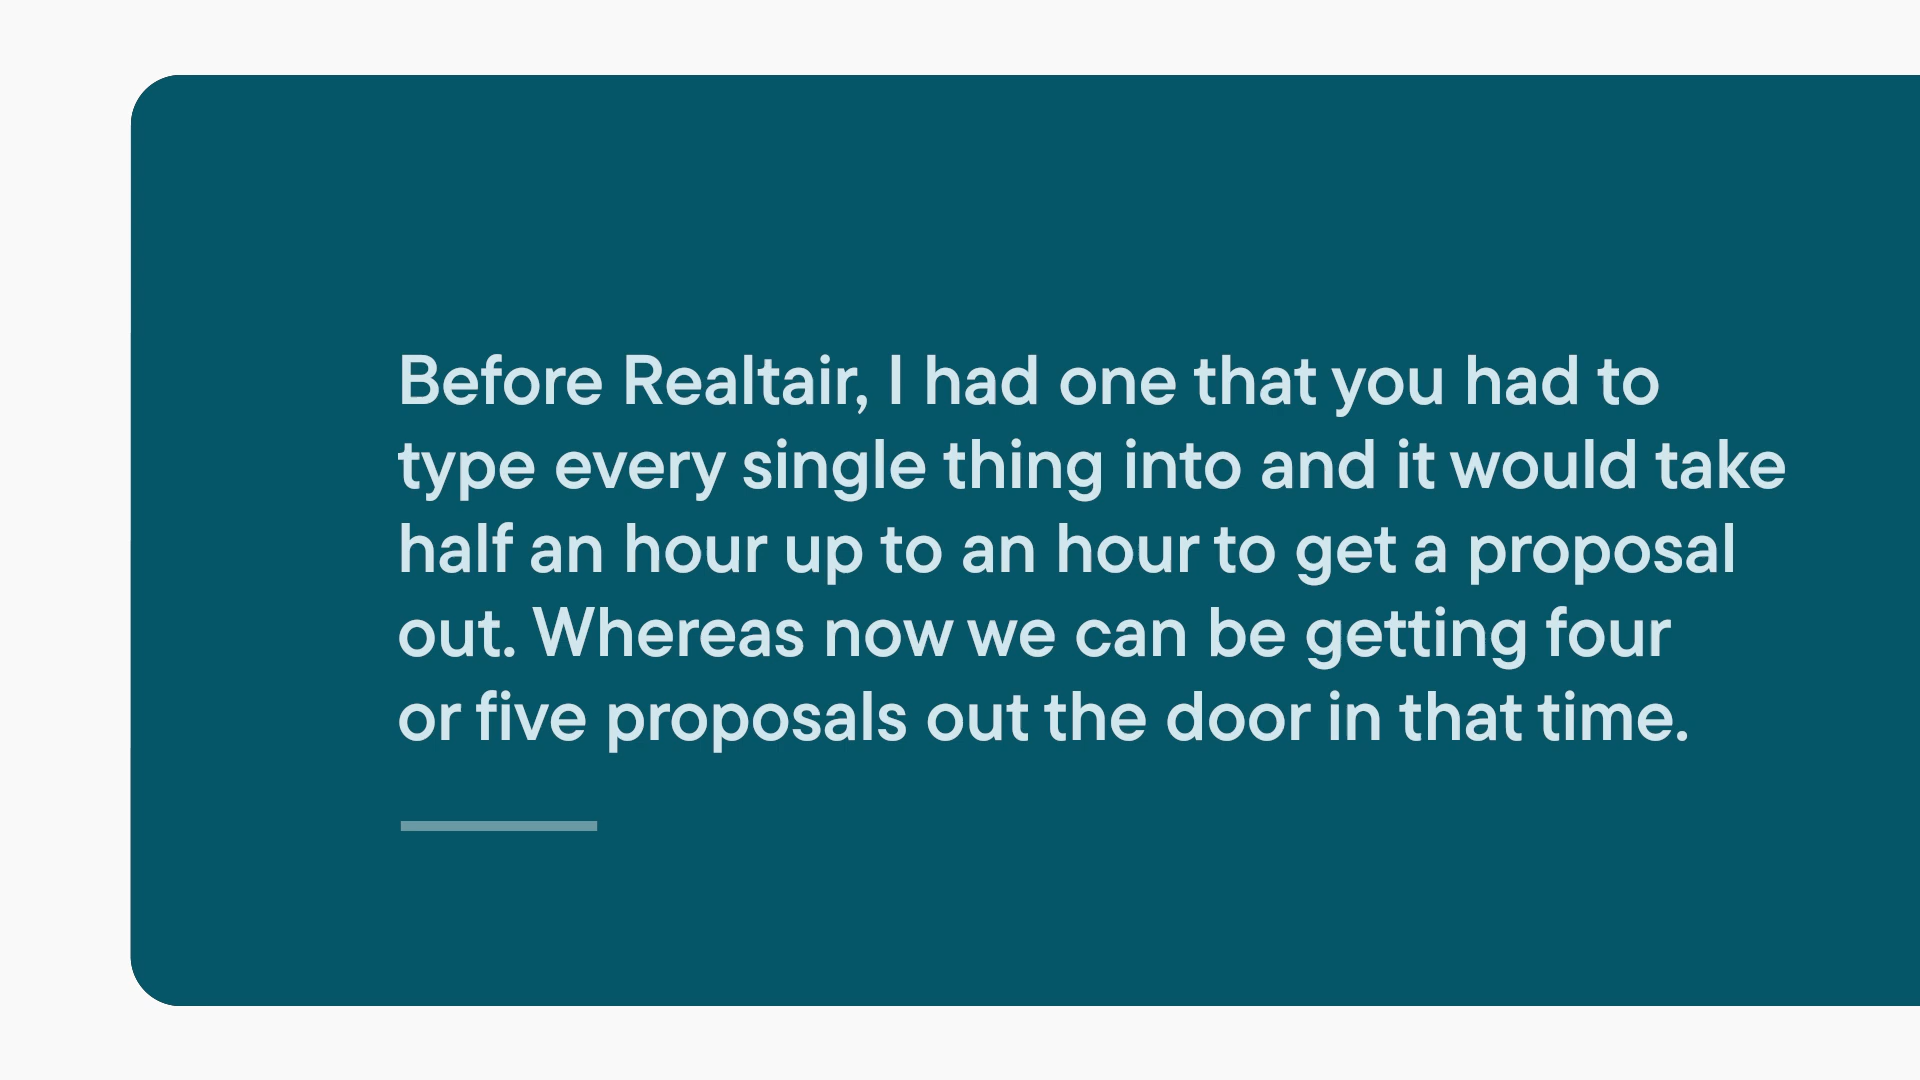 Before Realtair, I had one that you had to
type every single thing into and it would take
half an hour up to an hour to get a proposal
out. Whereas now we can be getting four
or five proposals out the door in that time.